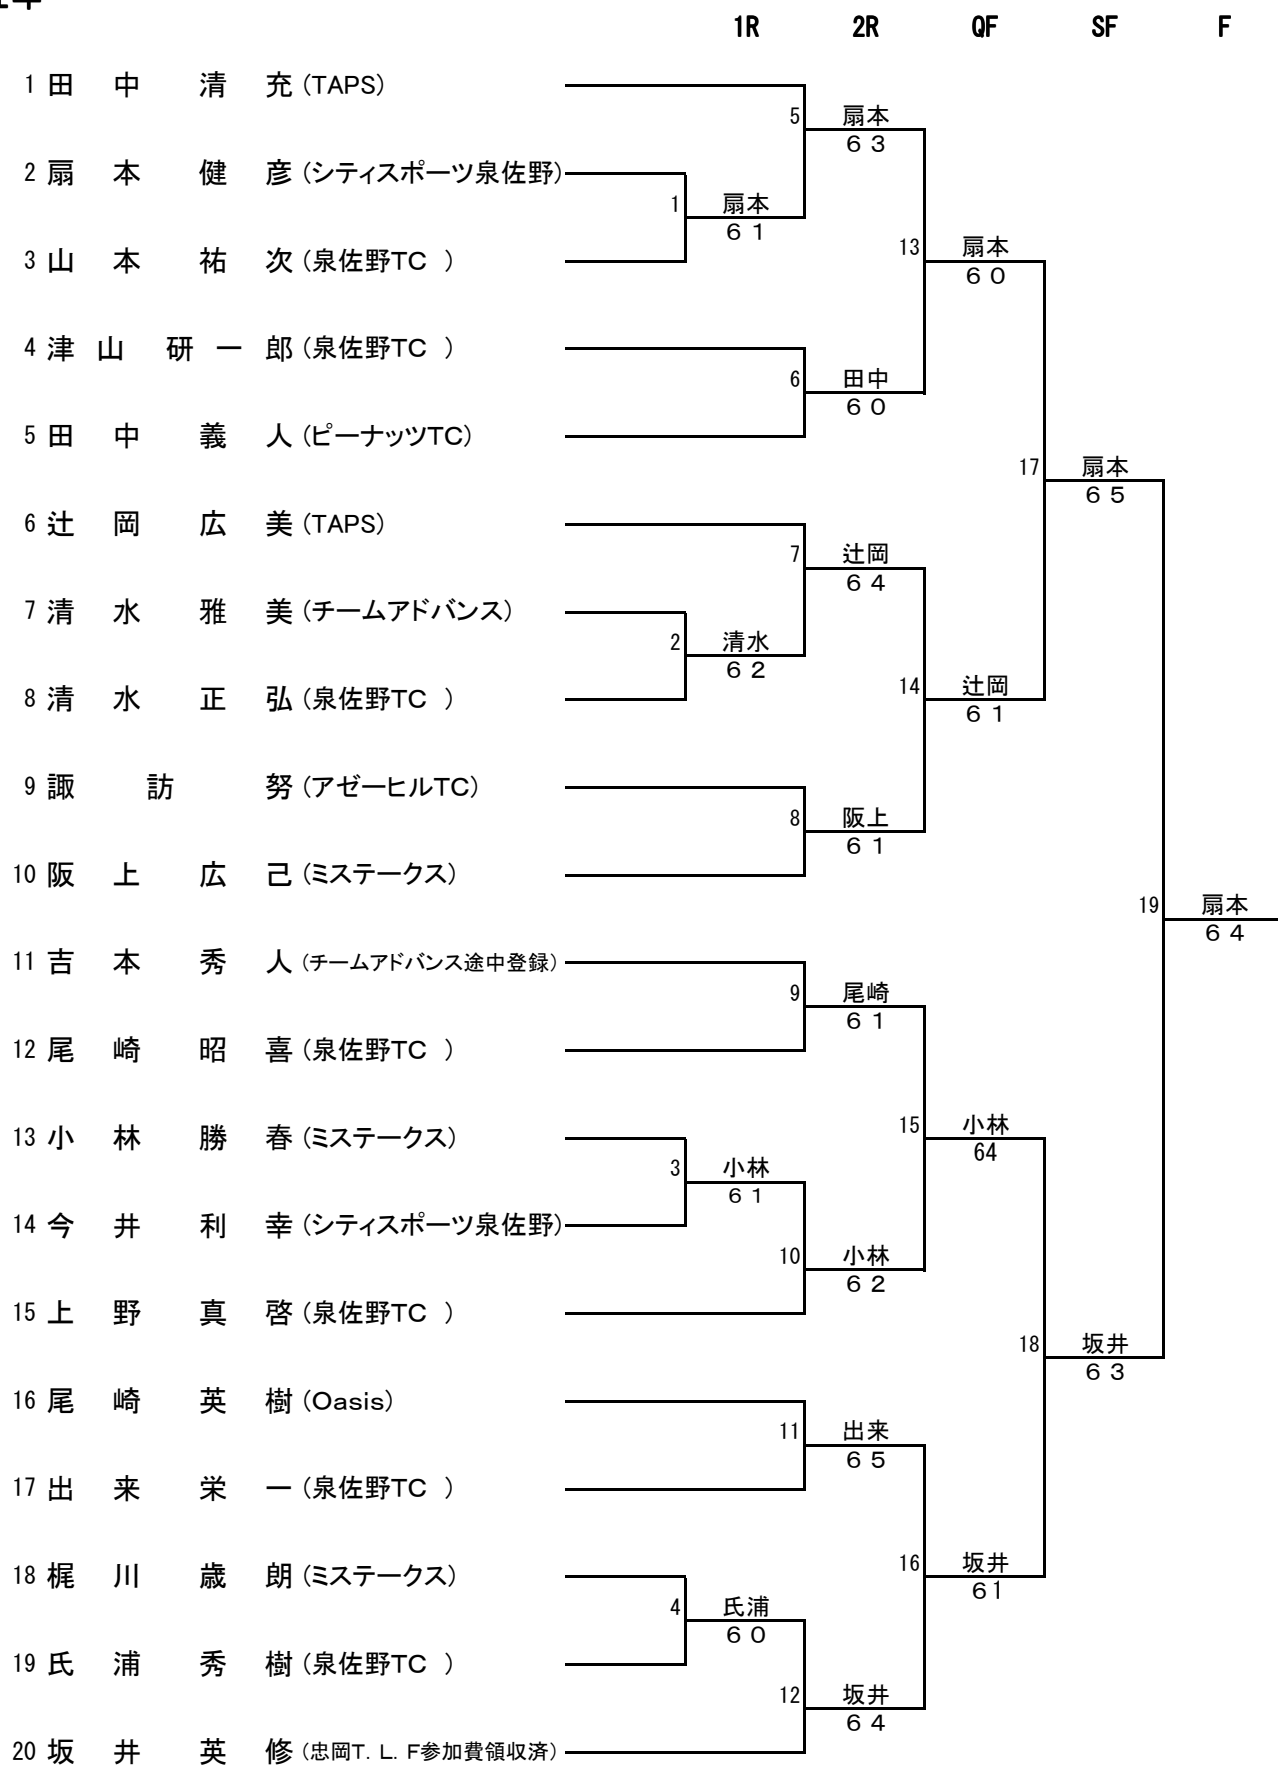 1R 2R QF SF F
1 田中清充 (TAPS)
5 扇本
6 3
2 扇本健彦 (シティスポーツ泉佐野)
1 扇本
6 1
3 山本祐次 (泉佐野TC )
13 扇本
6 0
4 津山研一郎 (泉佐野TC )
6 田中
6 0
5 田中義人 (ピーナッツTC)
17 扇本
6 5
6 辻岡広美 (TAPS)
7 辻岡
6 4
7 清水雅美 (チームアドバンス)
2 清水
6 2
8 清水正弘 (泉佐野TC )
14 辻岡
6 1
9 諏訪努 (アゼーヒルTC)
8 阪上
6 1
10 阪上広己 (ミステークス)
19 扇本
6 4
11 吉本秀人 (チームアドバンス途中登録)
9 尾崎
6 1
12 尾崎昭喜 (泉佐野TC )
13 小林勝春 (ミステークス)
15 小林
64
3 小林
6 1
14 今井利幸 (シティスポーツ泉佐野)
10 小林
6 2
15 上野真啓 (泉佐野TC )
18 坂井
6 3
16 尾崎英樹 (Oasis)
11 出来
6 5
17 出来栄一 (泉佐野TC )
18 梶川歳朗 (ミステークス)
16 坂井
61
4 氏浦
6 0
19 氏浦秀樹 (泉佐野TC )
12 坂井
6 4
20 坂井英修 (忠岡T．L．F参加費領収済)